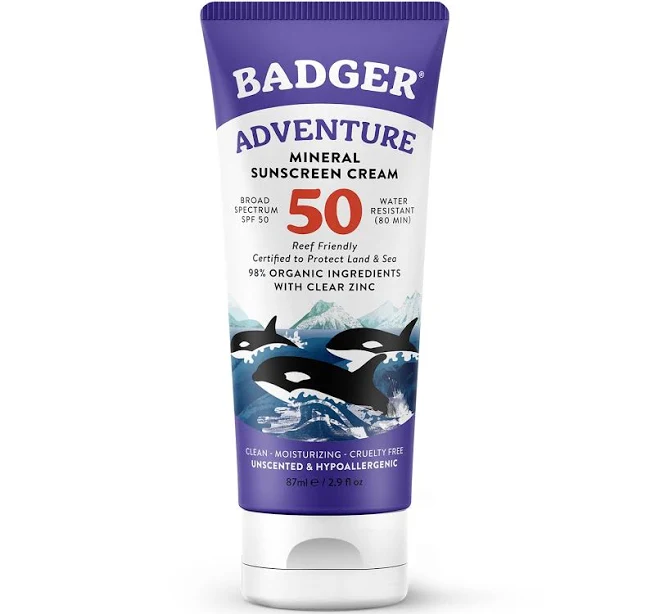 BADGER®
ADVENTURE
MINERAL
SUNSCREEN CREAM
BROAD
SPECTRUM
SPF 50
50
WATER
RESISTANT
(80 MIN)
Reef Friendly
Certified to Protect Land & Sea
98% ORGANIC INGREDIENTS
WITH CLEAR ZINC
CLEAN - MOISTURIZING - CRUELTY FREE
UNSCENTED & HYPOALLERGENIC
87ml ℮ / 2.9 fl oz